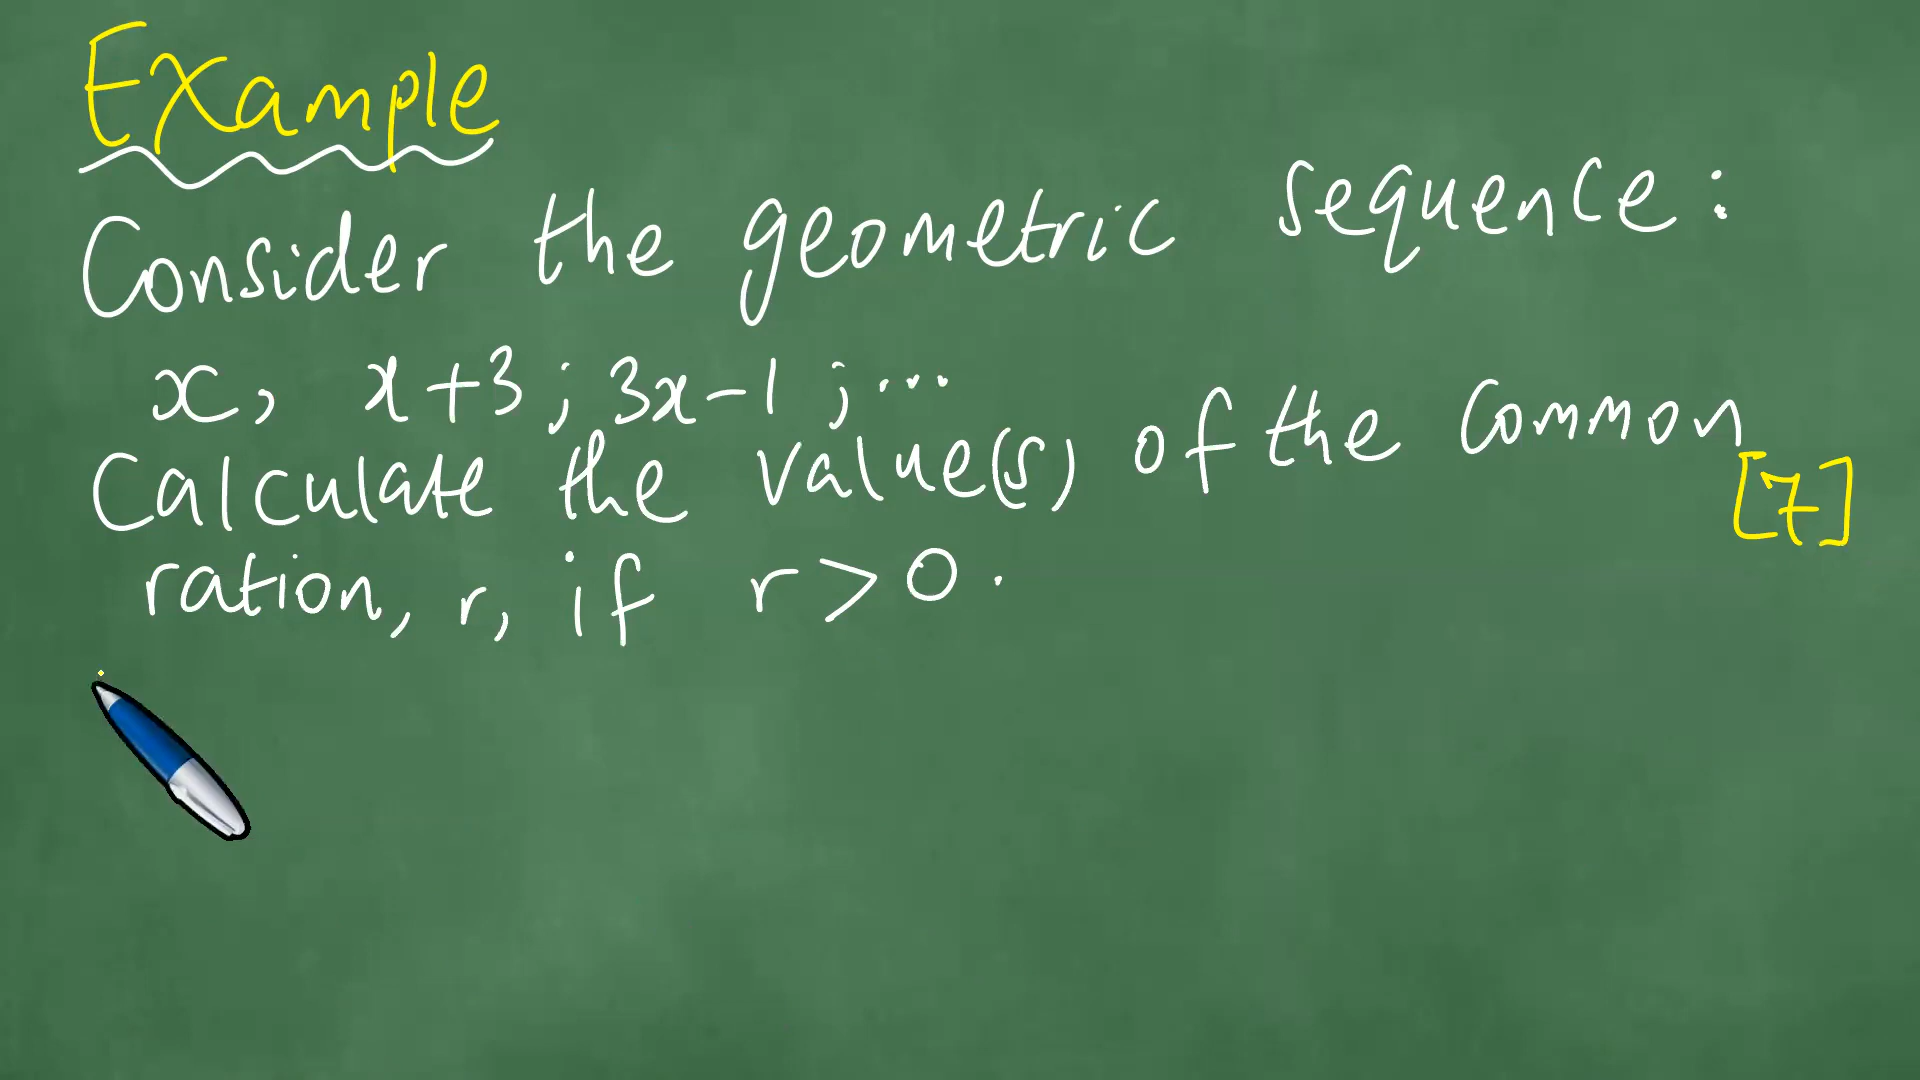 Example
Consider the geometric sequence:
x, x+3; 3x-1; ...
Calculate the value(s) of the common
[7]
ration, r, if r > 0.